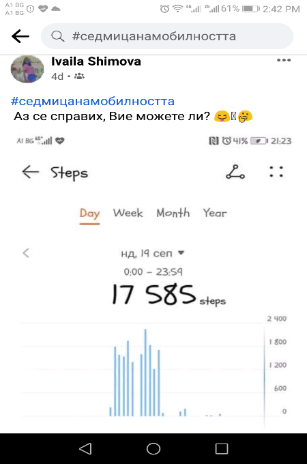 A1 BG
A1 BG
61% 2:42 PM
#седмицанамобилността
Ivaila Shimova
4d ·
#седмицанамобилността
Аз се справих, Вие можете ли? 😄 🤔
A1 BG 41% 21:23
Steps
Day Week Month Year
нд, 19 сеп
0:00 – 23:59
17 585 steps
2 400
1 800
1 200
600
0